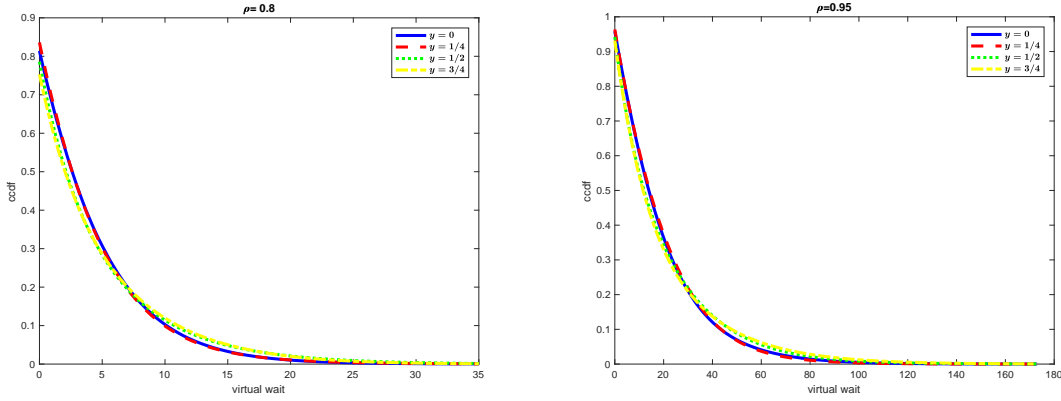 ρ= 0.8
0.9
0.8
0.7
0.6
0.5
0.4
0.3
0.2
0.1
0
ccdf
0 5 10 15 20 25 30 35
virtual wait
y = 0
y = 1/4
y = 1/2
y = 3/4
ρ=0.95
1
0.9
0.8
0.7
0.6
0.5
0.4
0.3
0.2
0.1
0
ccdf
0 20 40 60 80 100 120 140 160 180
virtual wait
y = 0
y = 1/4
y = 1/2
y = 3/4